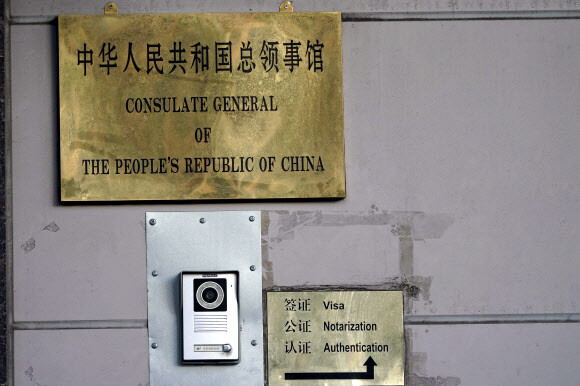 中华人民共和国总领事馆
CONSULATE GENERAL
OF
THE PEOPLE'S REPUBLIC OF CHINA
签证 Visa
公证 Notarization
认证 Authentication